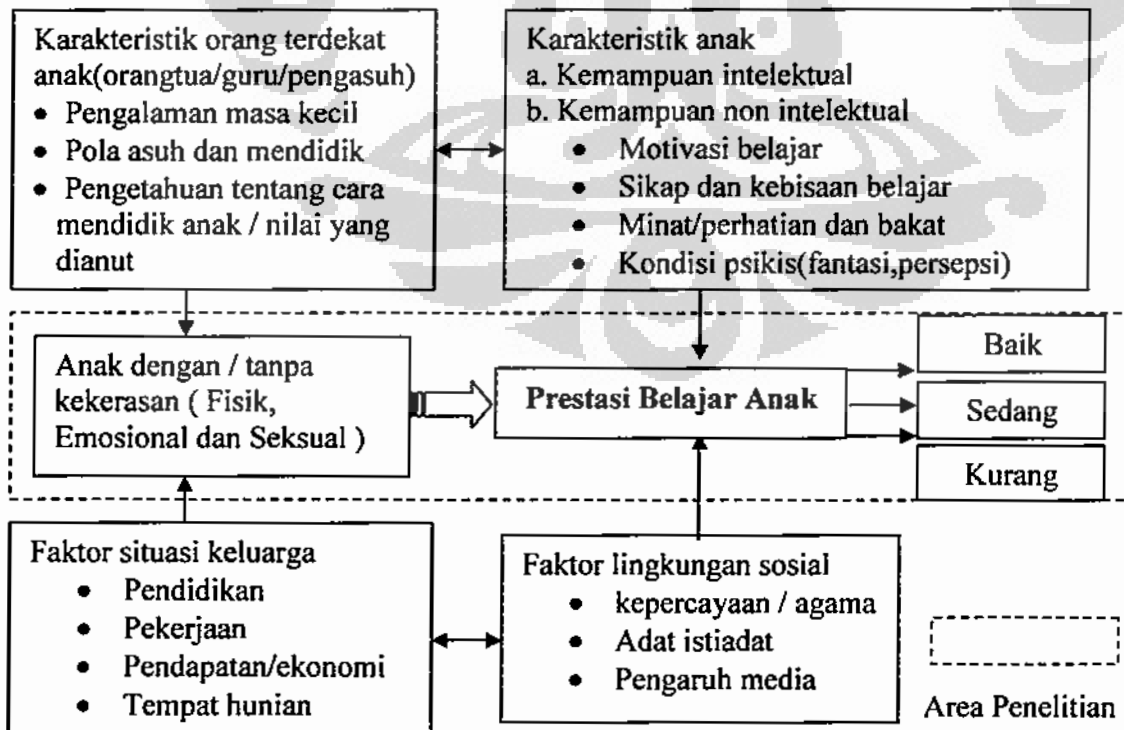 Karakteristik orang terdekat
anak(orangtua/guru/pengasuh)
• Pengalaman masa kecil
• Pola asuh dan mendidik
• Pengetahuan tentang cara
mendidik anak / nilai yang
dianut
Karakteristik anak
a. Kemampuan intelektual
b. Kemampuan non intelektual
• Motivasi belajar
• Sikap dan kebisaan belajar
• Minat/perhatian dan bakat
• Kondisi psikis(fantasi,persepsi)
Anak dengan / tanpa
kekerasan ( Fisik,
Emosional dan Seksual )
Prestasi Belajar Anak
Baik
Sedang
Kurang
Faktor situasi keluarga
• Pendidikan
• Pekerjaan
• Pendapatan/ekonomi
• Tempat hunian
Faktor lingkungan sosial
• kepercayaan / agama
• Adat istiadat
• Pengaruh media
Area Penelitian